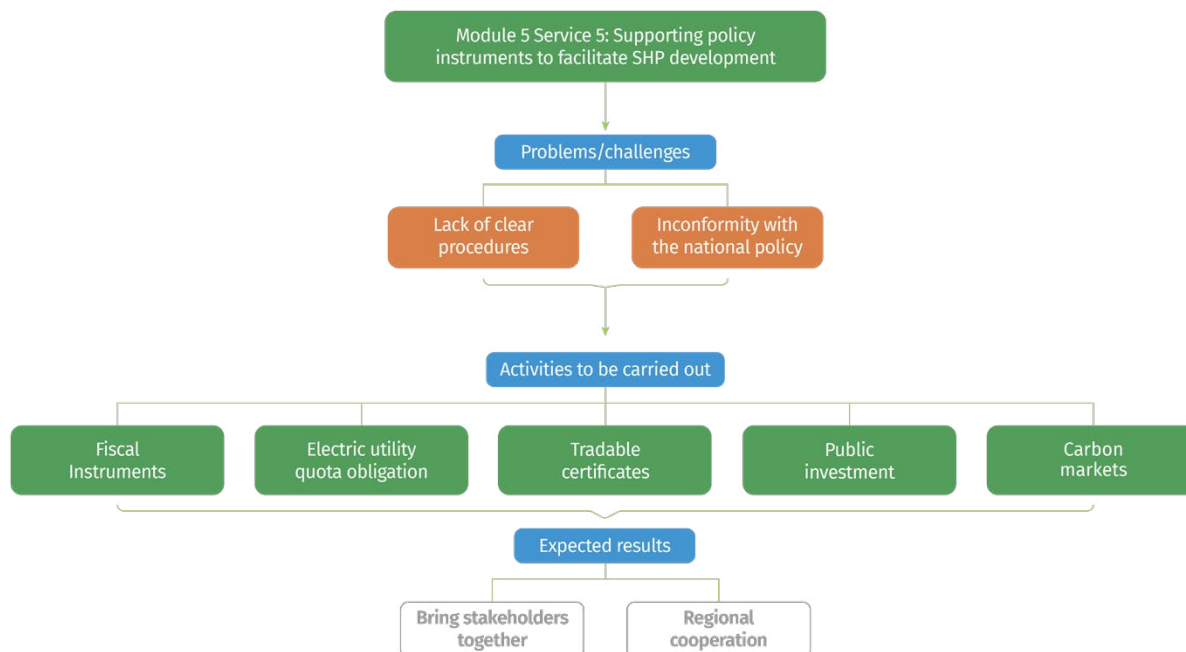 Module 5 Service 5: Supporting policy
instruments to facilitate SHP development
Problems/challenges
Lack of clear
procedures
Inconformity with
the national policy
Activities to be carried out
Fiscal
Instruments
Electric utility
quota obligation
Tradable
certificates
Public
investment
Carbon
markets
Expected results
Bring stakeholders
together
Regional
cooperation